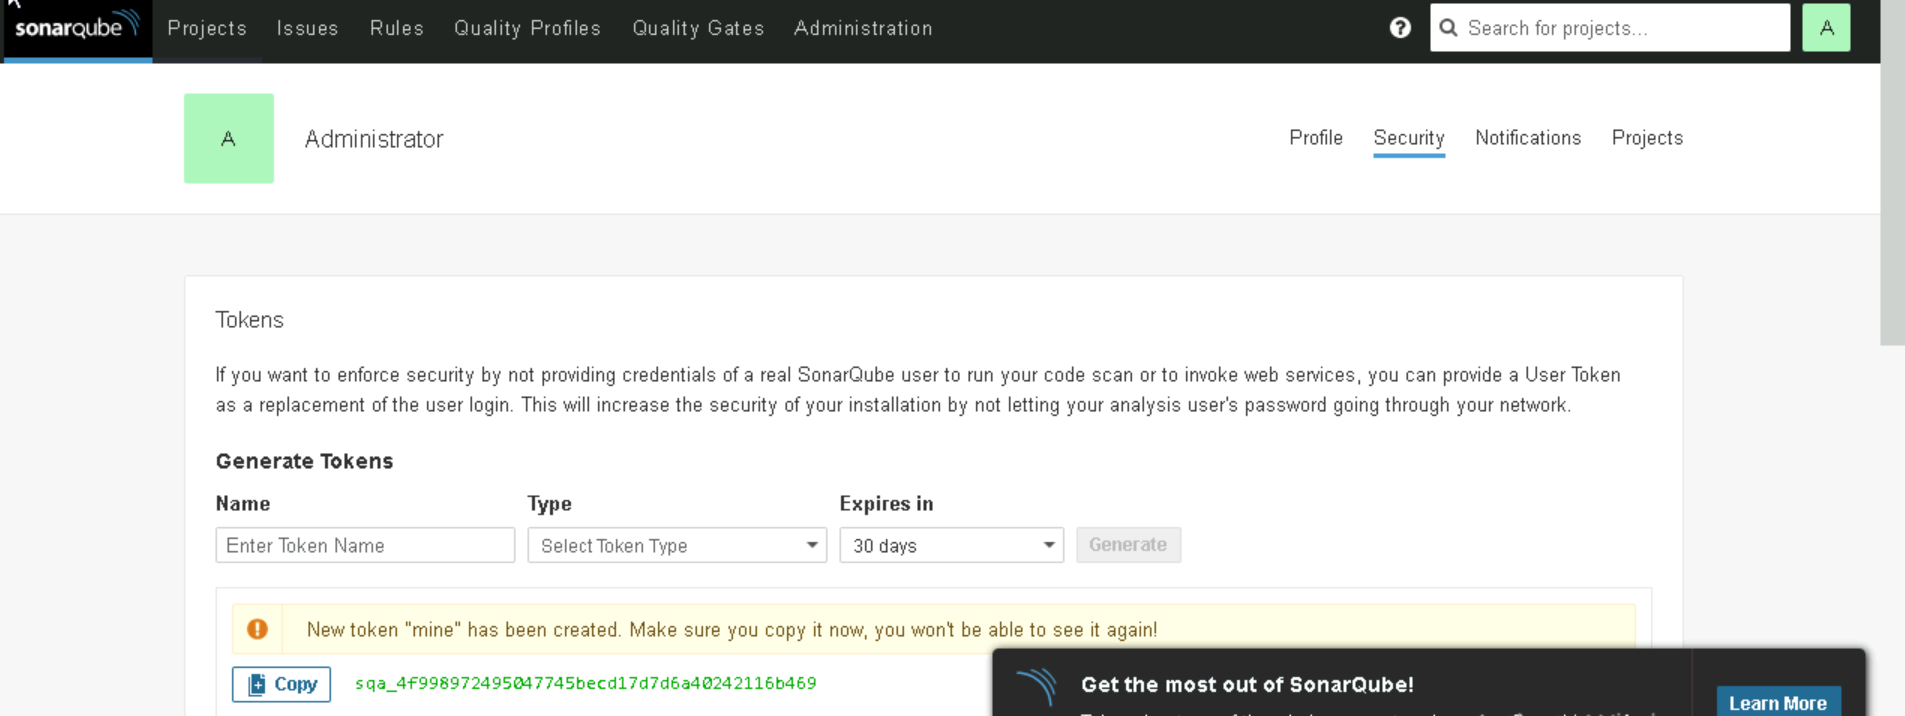 sonarqube Projects Issues Rules Quality Profiles Quality Gates Administration ? Search for projects... A
A Administrator Profile Security Notifications Projects
Tokens
If you want to enforce security by not providing credentials of a real SonarQube user to run your code scan or to invoke web services, you can provide a User Token
as a replacement of the user login. This will increase the security of your installation by not letting your analysis user's password going through your network.
Generate Tokens
Name Type Expires in
Enter Token Name Select Token Type 30 days Generate
New token "mine" has been created. Make sure you copy it now, you won't be able to see it again!
Copy sqa_4f998972495047745becd17d7d6a40242116b469
Get the most out of SonarQube!
Learn More